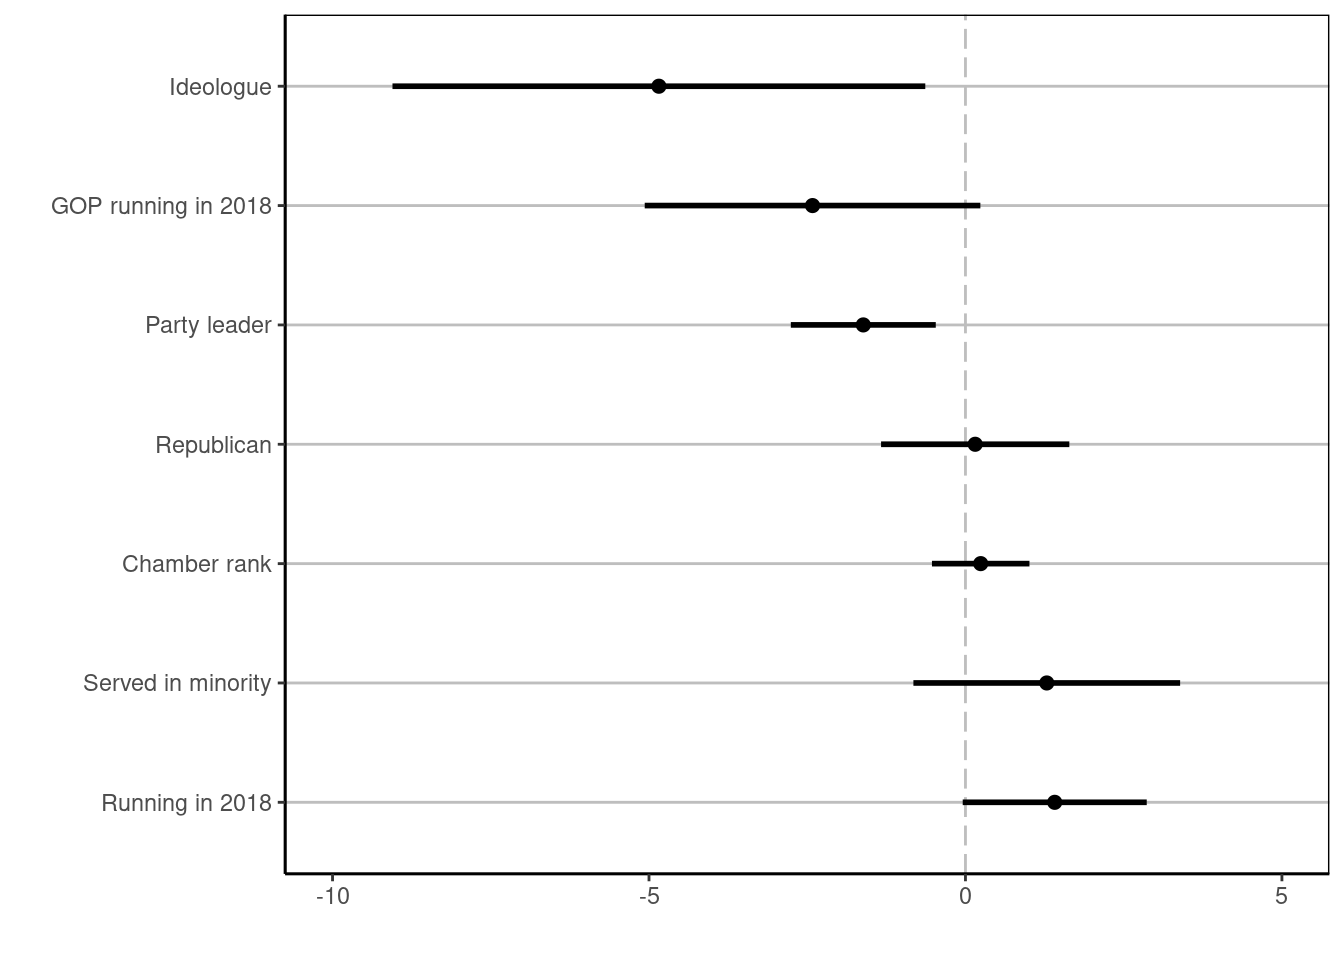 Ideologue
GOP running in 2018
Party leader
Republican
Chamber rank
Served in minority
Running in 2018
-10 -5 0 5